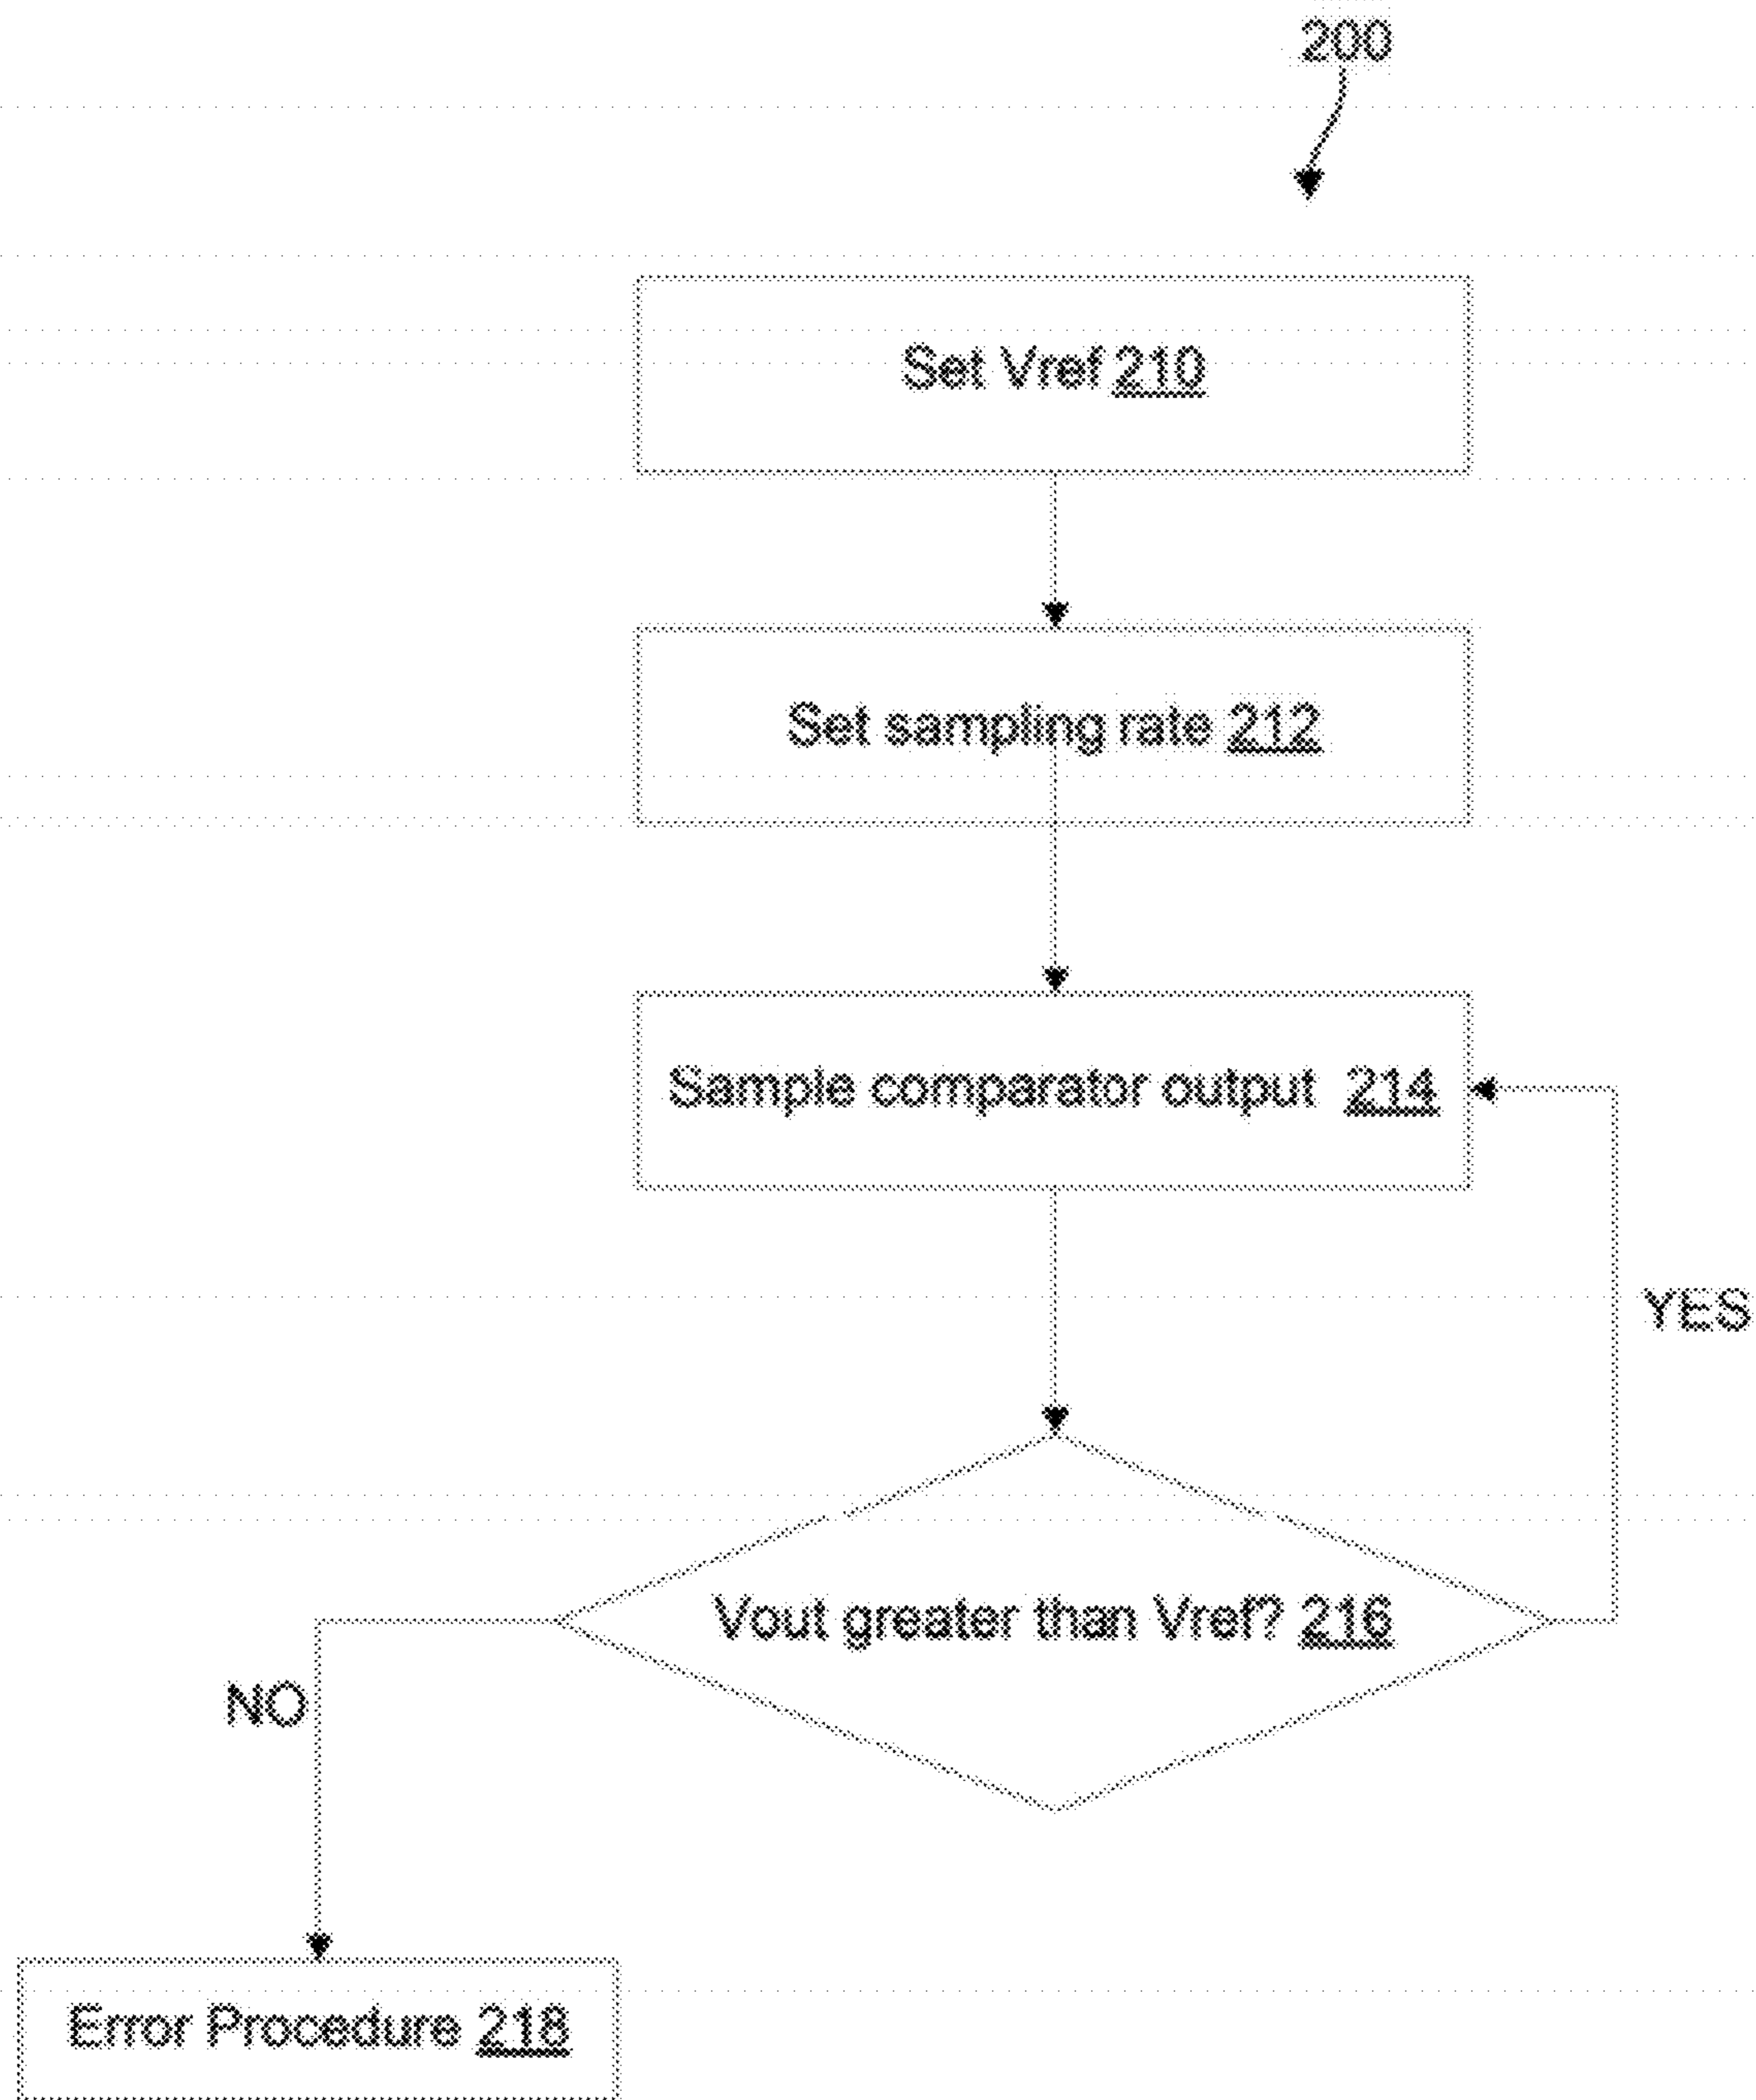 200
Set Vref 210
Set sampling rate 212
Sample comparator output 214
YES
Vout greater than Vref? 216
NO
Error Procedure 218